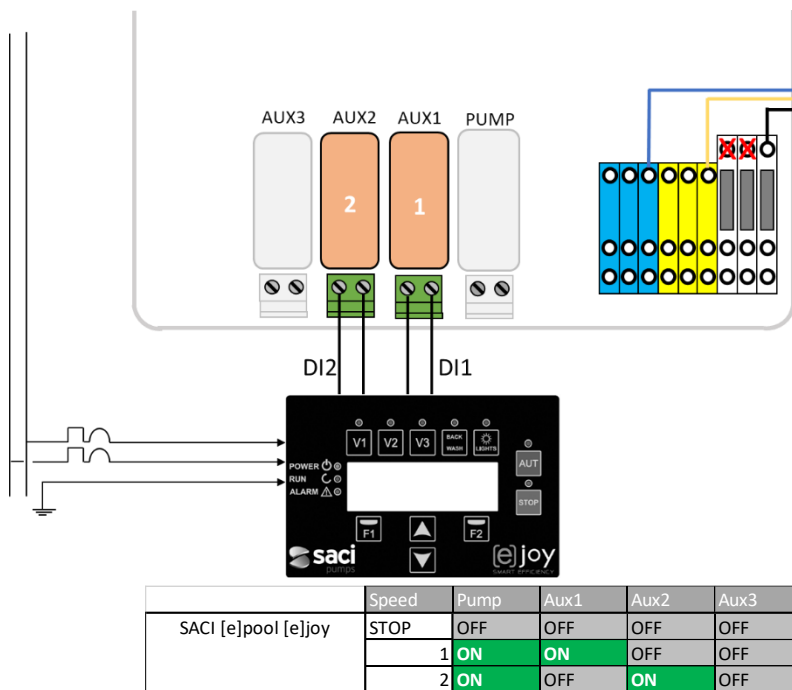 AUX3 AUX2 AUX1 PUMP
2 1
DI2 DI1
V1 V2 V3 BACK WASH LIGHTS
POWER
RUN
ALARM
AUT
STOP
F1 F2
saci
pumps
[e]joy
SMART EFFICIENCY
Speed Pump Aux1 Aux2 Aux3
SACI [e]pool [e]joy STOP OFF OFF OFF OFF
1 ON ON OFF OFF
2 ON OFF ON OFF